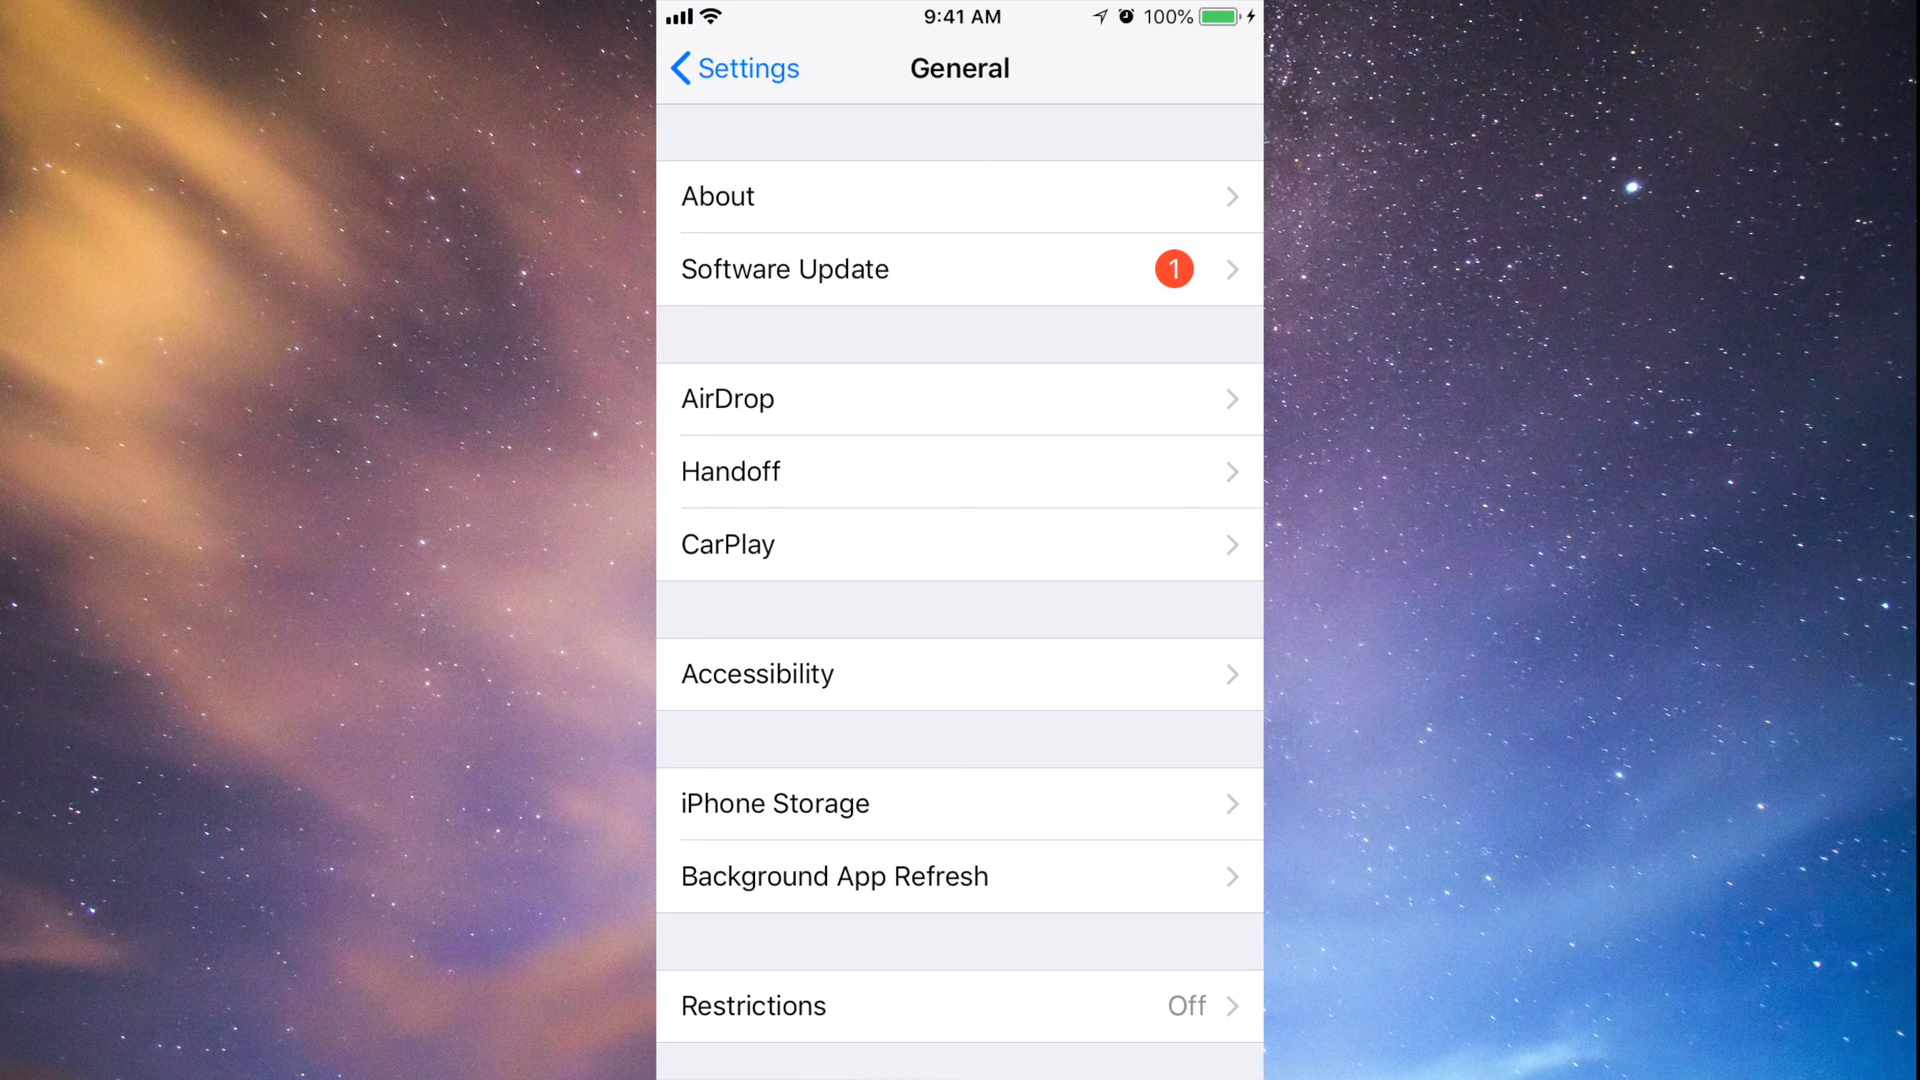 9:41 AM 100%
Settings General
About
Software Update 1
AirDrop
Handoff
CarPlay
Accessibility
iPhone Storage
Background App Refresh
Restrictions Off